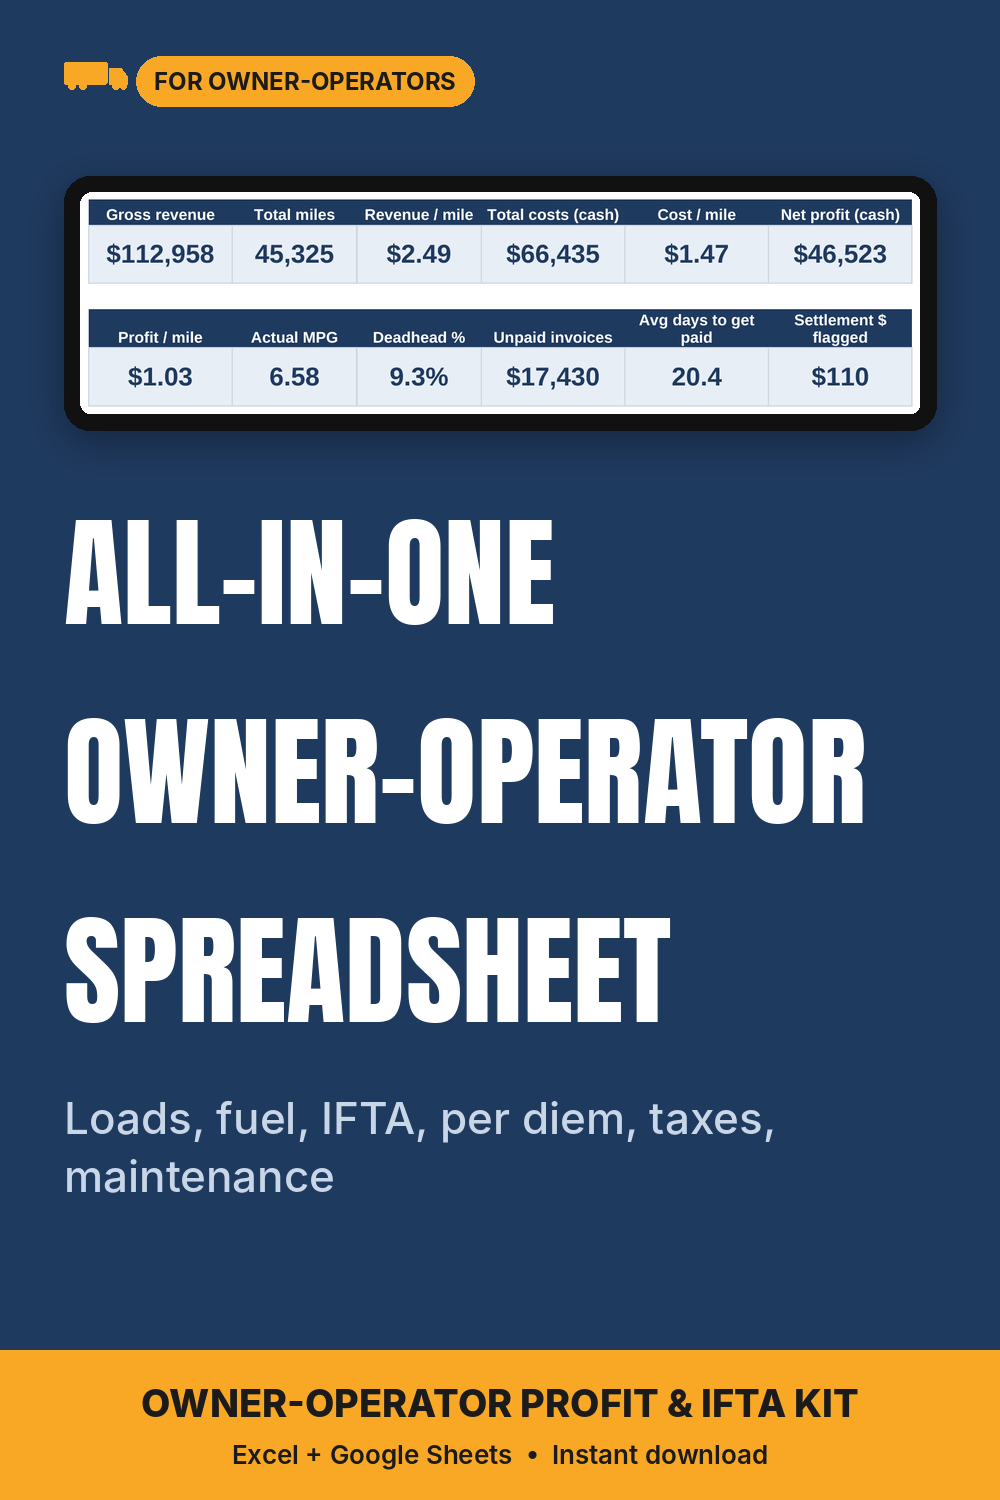 FOR OWNER-OPERATORS
Gross revenue Total miles Revenue / mile Total costs (cash) Cost / mile Net profit (cash)
$112,958 45,325 $2.49 $66,435 $1.47 $46,523
Profit / mile Actual MPG Deadhead % Unpaid invoices Avg days to get paid Settlement $ flagged
$1.03 6.58 9.3% $17,430 20.4 $110
ALL-IN-ONE
OWNER-OPERATOR
SPREADSHEET
Loads, fuel, IFTA, per diem, taxes,
maintenance
OWNER-OPERATOR PROFIT & IFTA KIT
Excel + Google Sheets • Instant download